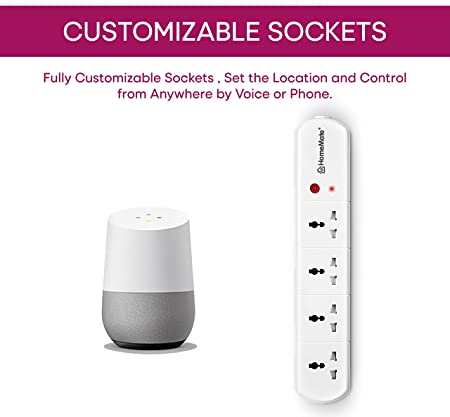 CUSTOMIZABLE SOCKETS
Fully Customizable Sockets , Set the Location and Control
from Anywhere by Voice or Phone.
HomeMate®